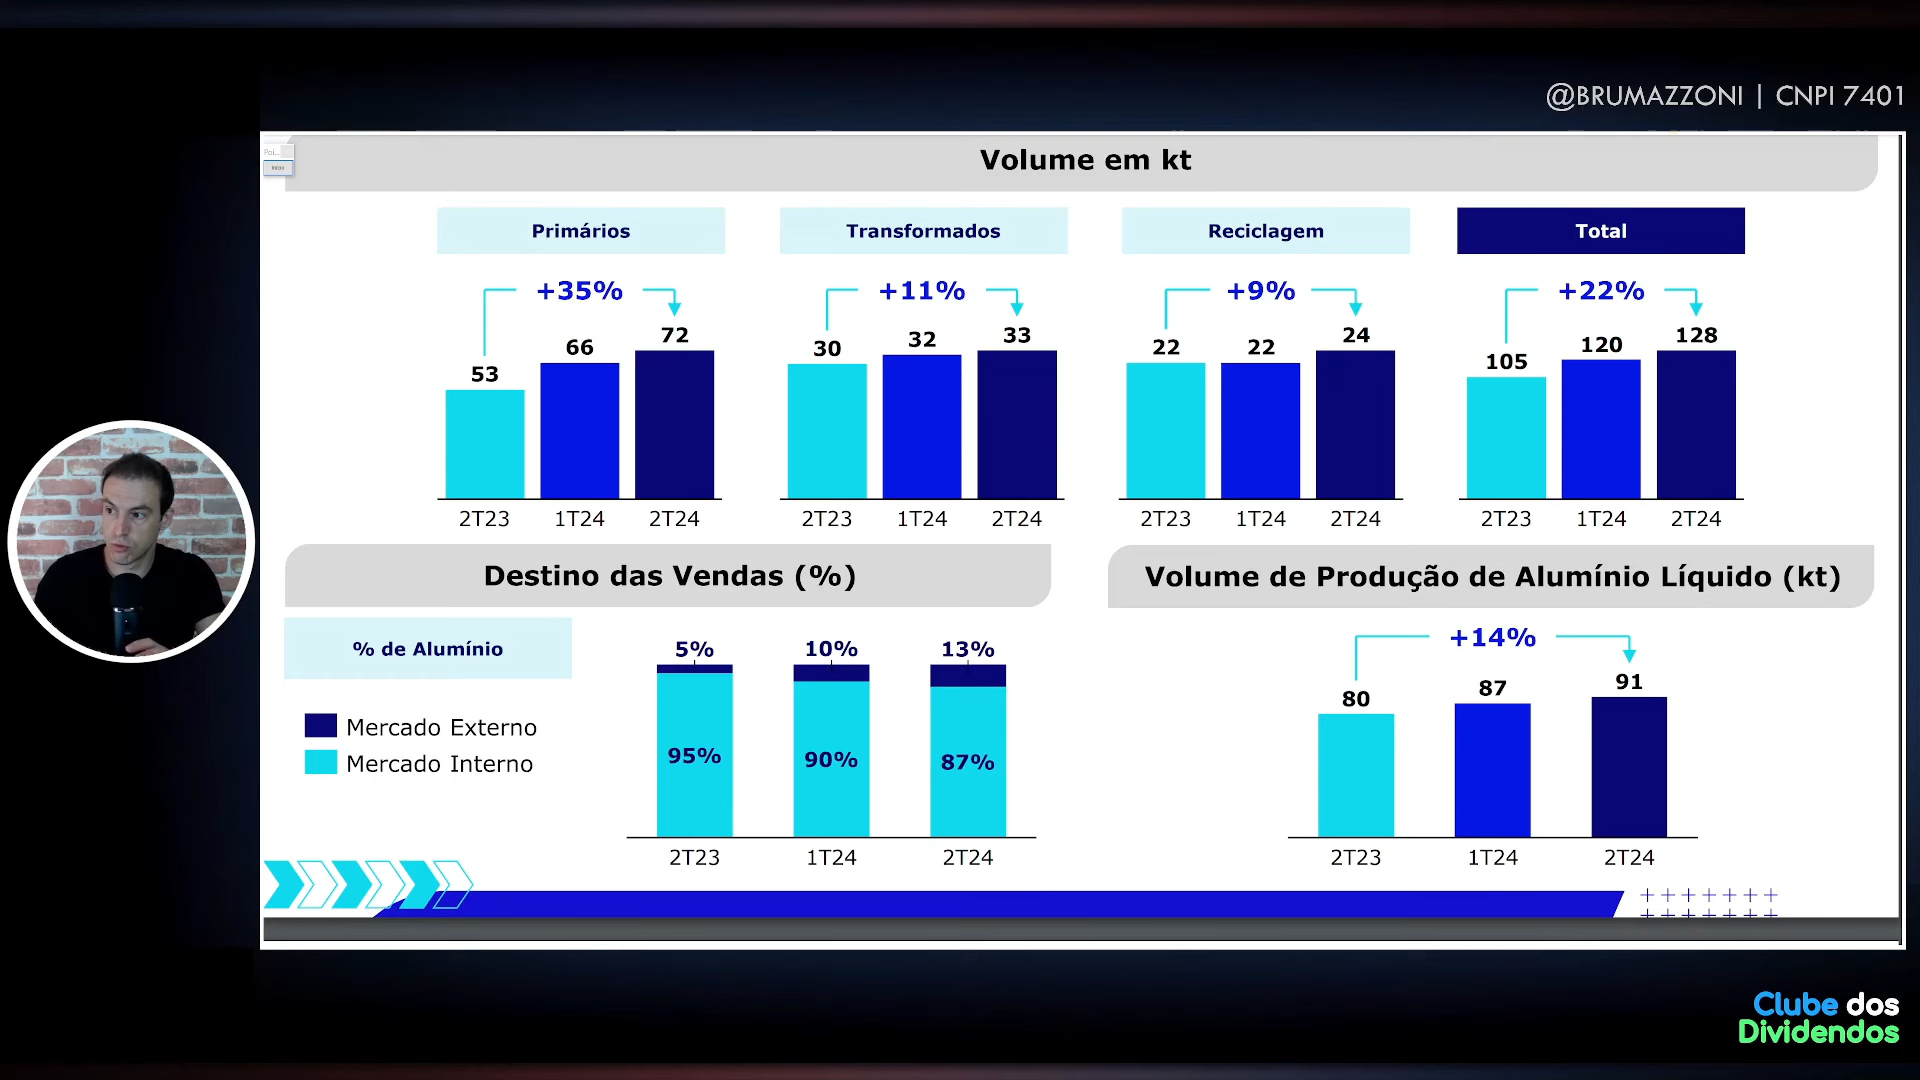 @BRUMAZZONI | CNPI 7401
Volume em kt
Primários
Transformados
Reciclagem
Total
+35%
+11%
+9%
+22%
53
66
72
30
32
33
22
22
24
105
120
128
2T23
1T24
2T24
2T23
1T24
2T24
2T23
1T24
2T24
2T23
1T24
2T24
Destino das Vendas (%)
% de Alumínio
Mercado Externo
Mercado Interno
5%
10%
13%
95%
90%
87%
2T23
1T24
2T24
Volume de Produção de Alumínio Líquido (kt)
+14%
80
87
91
2T23
1T24
2T24
Clube dos
Dividendos